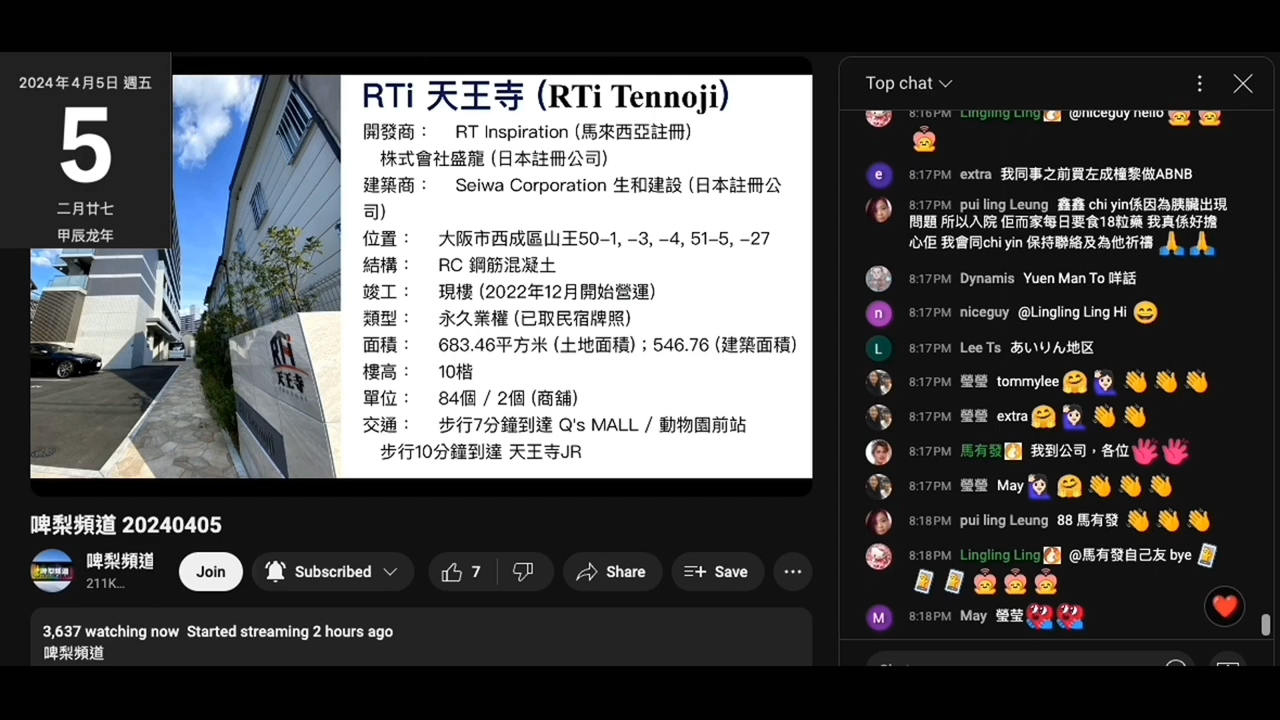 2024年4月5日 週五
5
二月廿七
甲辰龙年
RTi 天王寺 (RTi Tennoji)
開發商： RT Inspiration (馬來西亞註冊)
株式會社盛龍 (日本註冊公司)
建築商： Seiwa Corporation 生和建設 (日本註冊公
司)
位置： 大阪市西成區山王50-1, -3, -4, 51-5, -27
結構： RC 鋼筋混凝土
竣工： 現樓 (2022年12月開始營運)
類型： 永久業權 (已取民宿牌照)
面積： 683.46平方米 (土地面積)；546.76 (建築面積)
樓高： 10楷
單位： 84個 / 2個 (商舖)
交通： 步行7分鐘到達 Q's MALL / 動物園前站
步行10分鐘到達 天王寺JR
RTi
天王寺
啤梨頻道 20240405
啤梨頻道
211K...
Join
Subscribed
7
Share
Save
3,637 watching now Started streaming 2 hours ago
啤梨頻道
Top chat
8:16PM Lingling Ling @niceguy hello
e 8:17PM extra 我同事之前買左成橦黎做ABNB
8:17PM pui ling Leung 鑫鑫 chi yin係因為胰臟出現
問題 所以入院 佢而家每日要食18粒藥 我真係好擔
心佢 我會同chi yin 保持聯絡及為他祈禱 🙏 🙏
8:17PM Dynamis Yuen Man To 咩話
n 8:17PM niceguy @Lingling Ling Hi 😄
L 8:17PM Lee Ts あいりん地区
8:17PM 瑩瑩 tommylee 🤗 🙋🏻‍♀️ 👋 👋 👋
8:17PM 瑩瑩 extra 🤗 🙋🏻‍♀️ 👋 👋
8:17PM 馬有發 我到公司，各位
8:17PM 瑩瑩 May 🙋🏻‍♀️ 🤗 👋 👋 👋
8:18PM pui ling Leung 88 馬有發 👋 👋 👋
8:18PM Lingling Ling @馬有發自己友 bye
M 8:18PM May 瑩莹